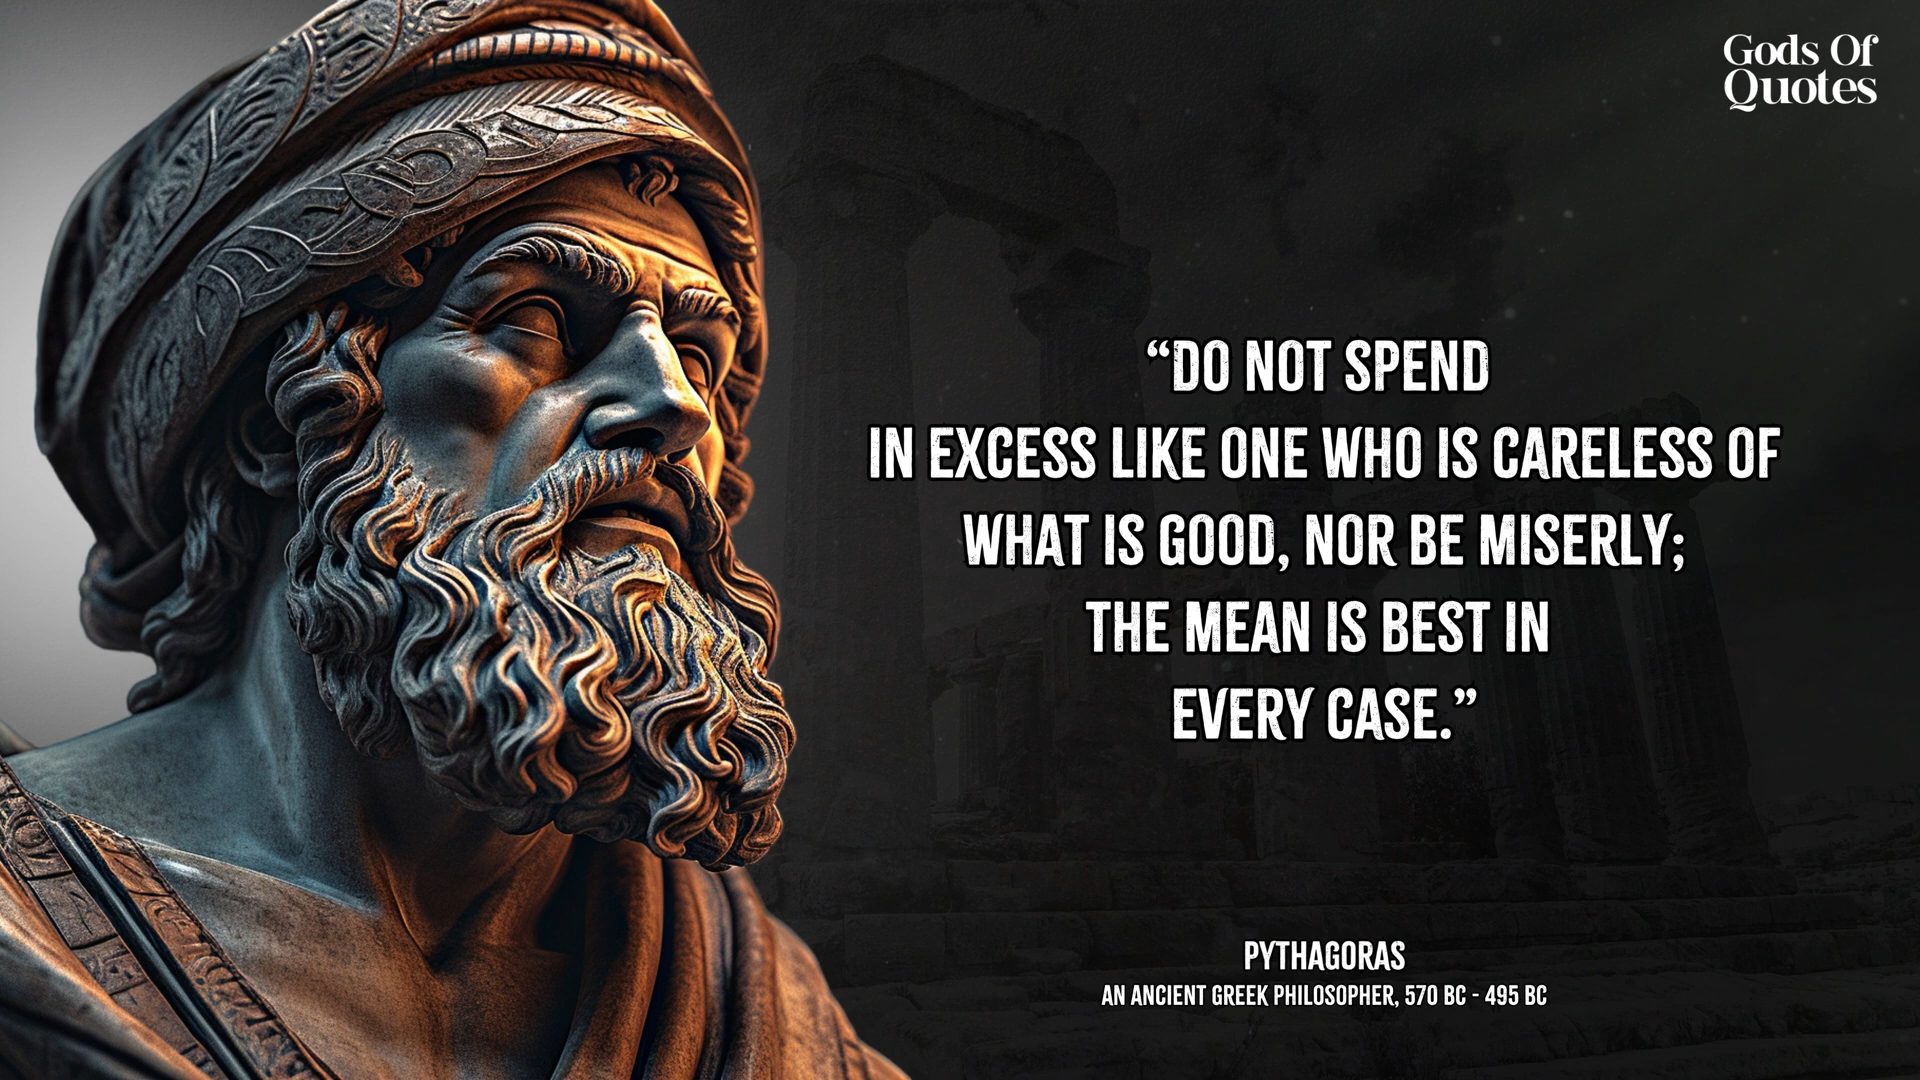 Gods Of
Quotes
“DO NOT SPEND
IN EXCESS LIKE ONE WHO IS CARELESS OF
WHAT IS GOOD, NOR BE MISERLY;
THE MEAN IS BEST IN
EVERY CASE.”
PYTHAGORAS
AN ANCIENT GREEK PHILOSOPHER, 570 BC - 495 BC